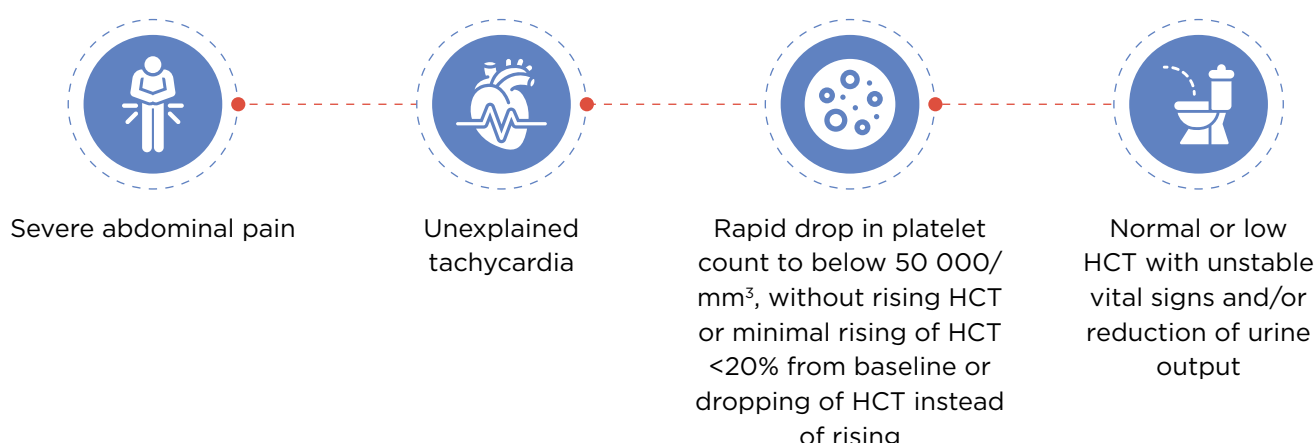 Severe abdominal pain
Unexplained
tachycardia
Rapid drop in platelet
count to below 50 000/
mm³, without rising HCT
or minimal rising of HCT
<20% from baseline or
dropping of HCT instead
of rising
Normal or low
HCT with unstable
vital signs and/or
reduction of urine
output